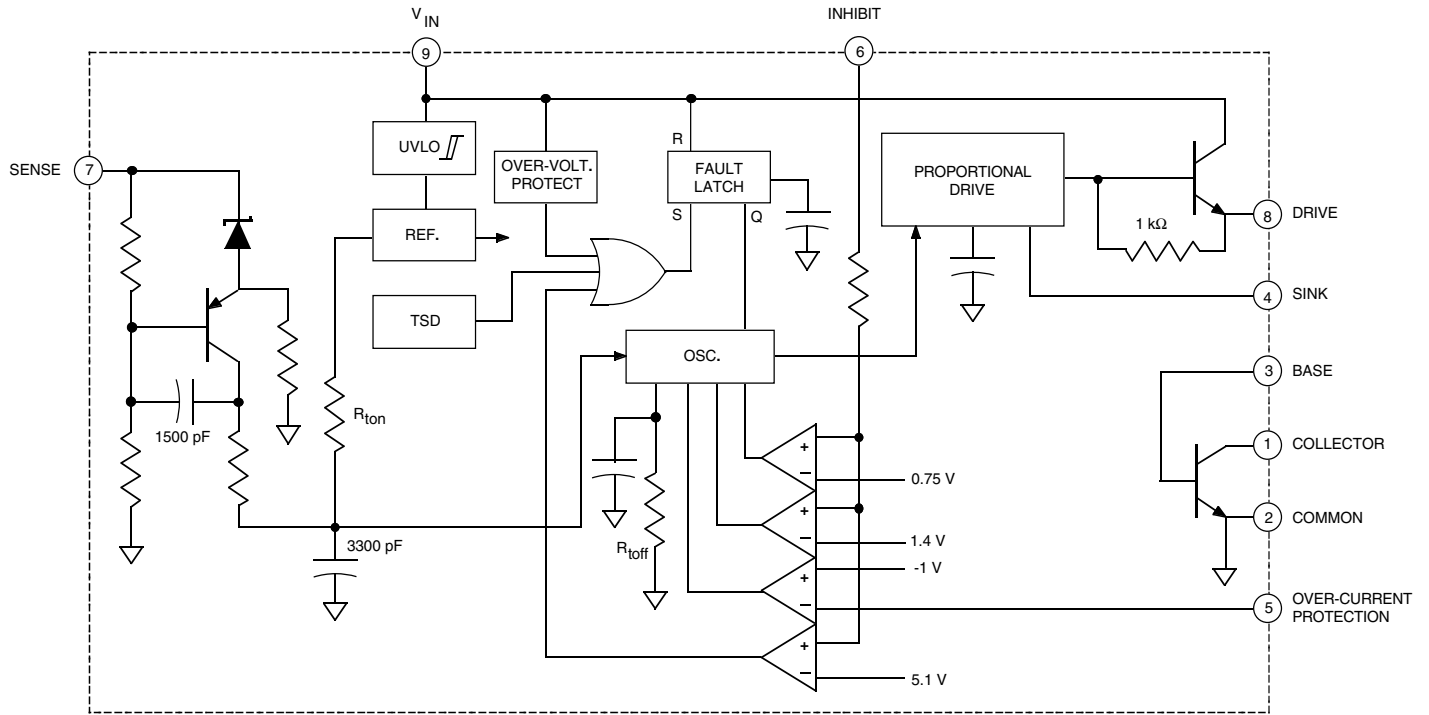 V IN
INHIBIT
9
6
R
UVLO
OVER-VOLT.
PROTECT
FAULT
LATCH
PROPORTIONAL
DRIVE
SENSE
7
S
Q
8
DRIVE
1 kΩ
REF.
4
SINK
TSD
OSC.
3
BASE
Rton
1500 pF
1
COLLECTOR
+
–
0.75 V
+
–
1.4 V
2
COMMON
3300 pF
Rtoff
-1 V
+
–
5
OVER-CURRENT
PROTECTION
+
–
5.1 V